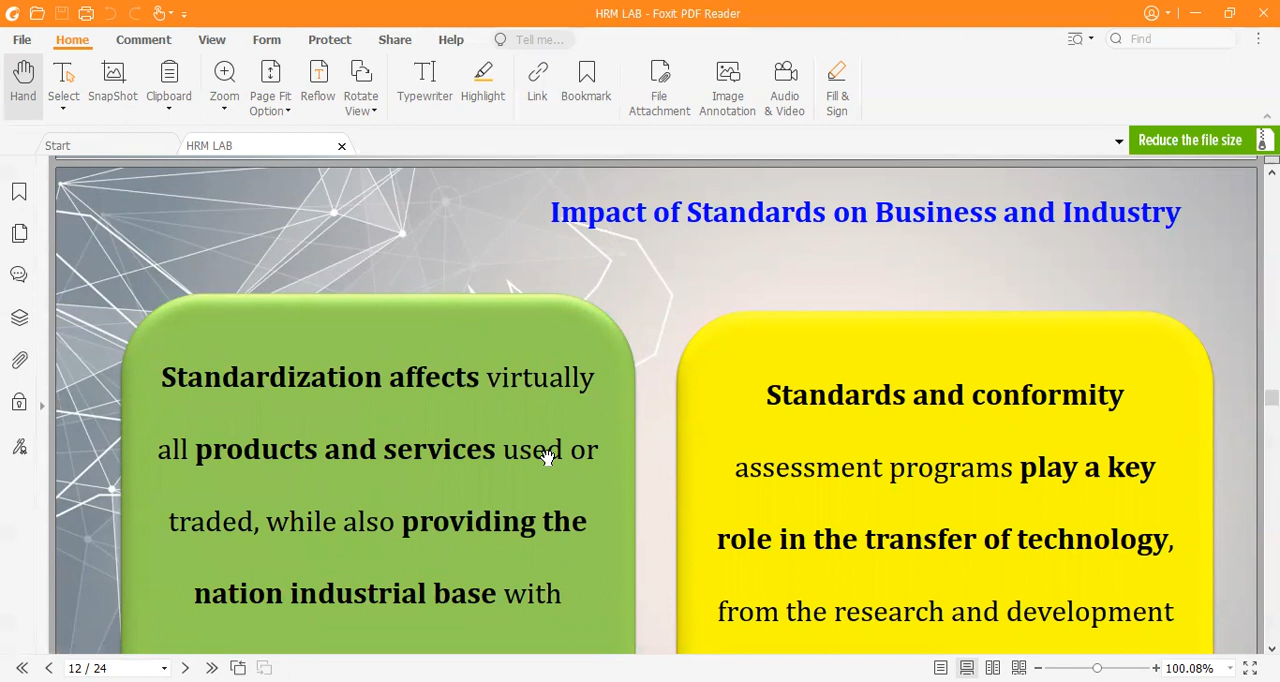 HRM LAB - Foxit PDF Reader
File Home Comment View Form Protect Share Help Tell me... Find
Hand Select SnapShot Clipboard Zoom Page Fit Option Reflow Rotate View Typewriter Highlight Link Bookmark File Attachment Image Annotation Audio & Video Fill & Sign
Start HRM LAB Reduce the file size
Impact of Standards on Business and Industry
Standardization affects virtually
all products and services used or
traded, while also providing the
nation industrial base with
Standards and conformity
assessment programs play a key
role in the transfer of technology,
from the research and development
12 / 24 100.08%